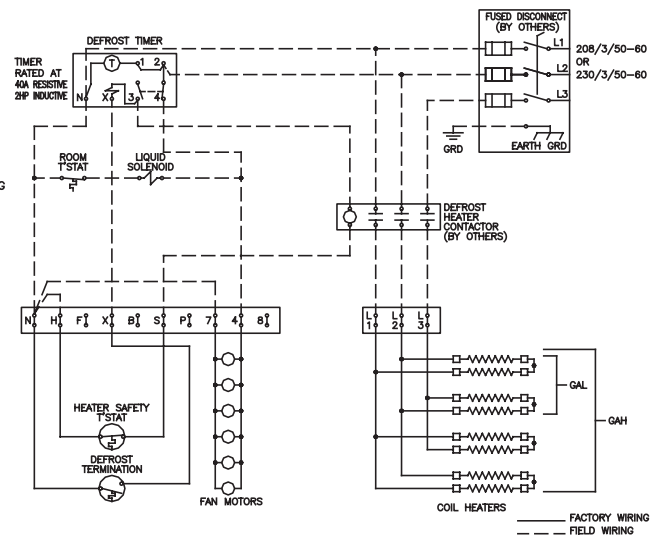 FUSED DISCONNECT
(BY OTHERS)
L1
208/3/50-60
OR
L2
230/3/50-60
L3
GRD
EARTH GRD
DEFROST TIMER
TIMER
RATED AT
40A RESISTIVE
2HP INDUCTIVE
T
1
2
N
X
3
4
ROOM
T'STAT
LIQUID
SOLENOID
G
DEFROST
HEATER
CONTACTOR
(BY OTHERS)
N H F X B S P 7 4 8
L L L
1 2 3
GAL
GAH
HEATER SAFETY
T'STAT
DEFROST
TERMINATION
FAN MOTORS
COIL HEATERS
FACTORY WIRING
FIELD WIRING